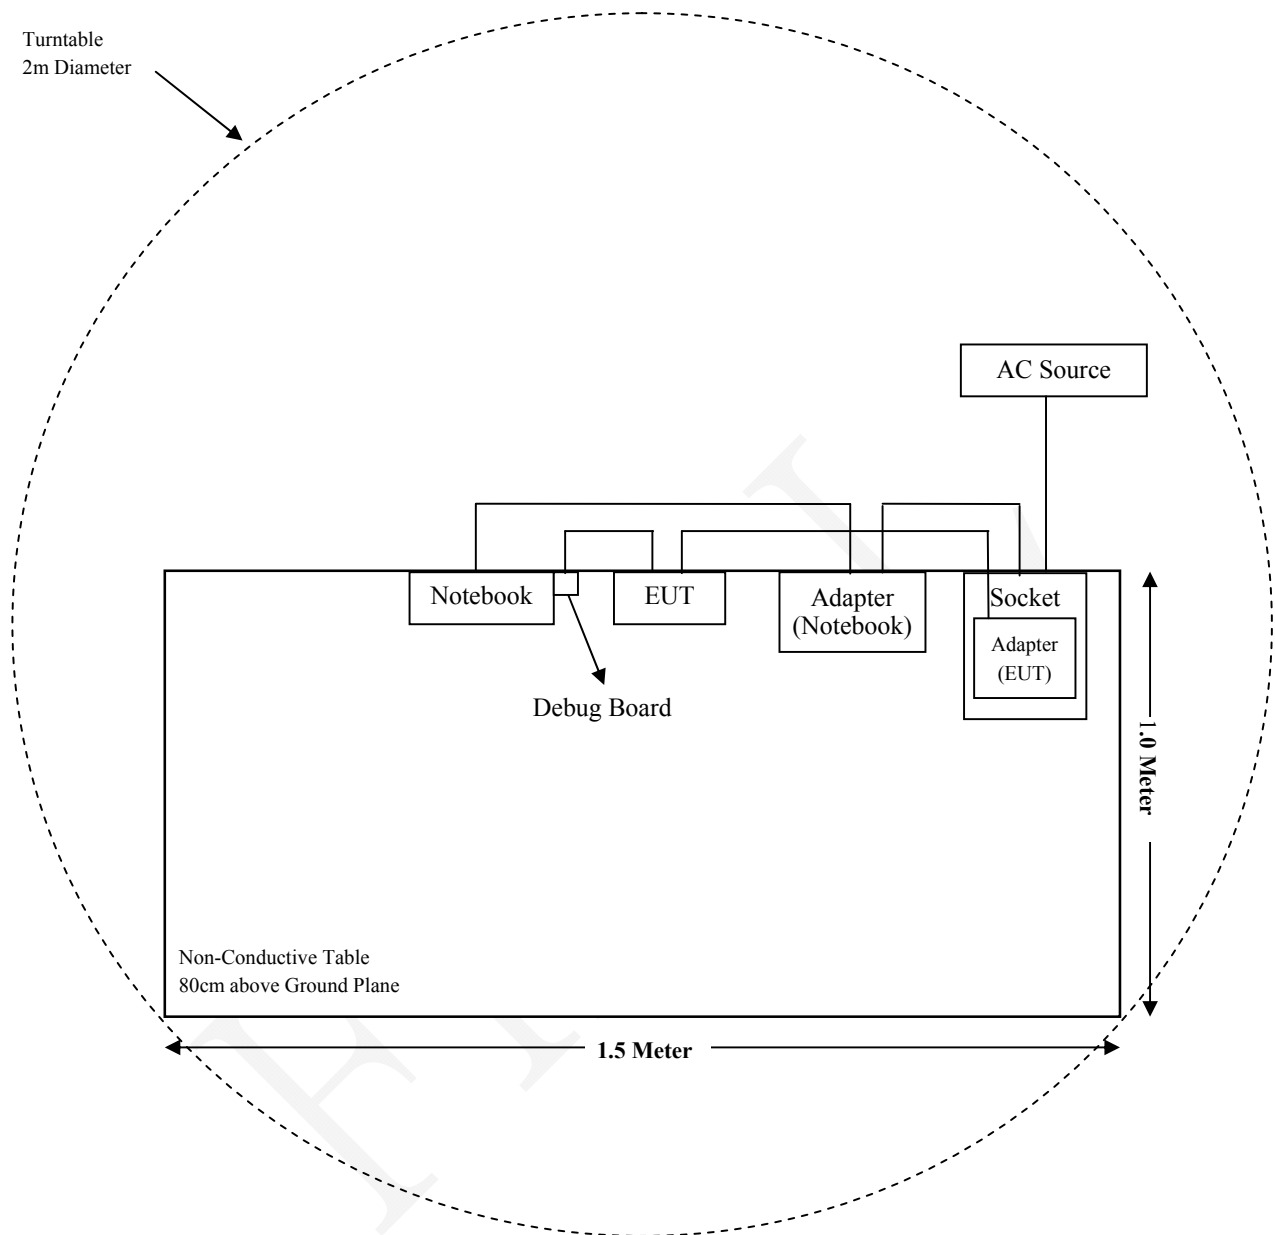 Turntable
2m Diameter
AC Source
Notebook
EUT
Adapter
(Notebook)
Socket
Adapter
(EUT)
Debug Board
1.0 Meter
Non-Conductive Table
80cm above Ground Plane
1.5 Meter